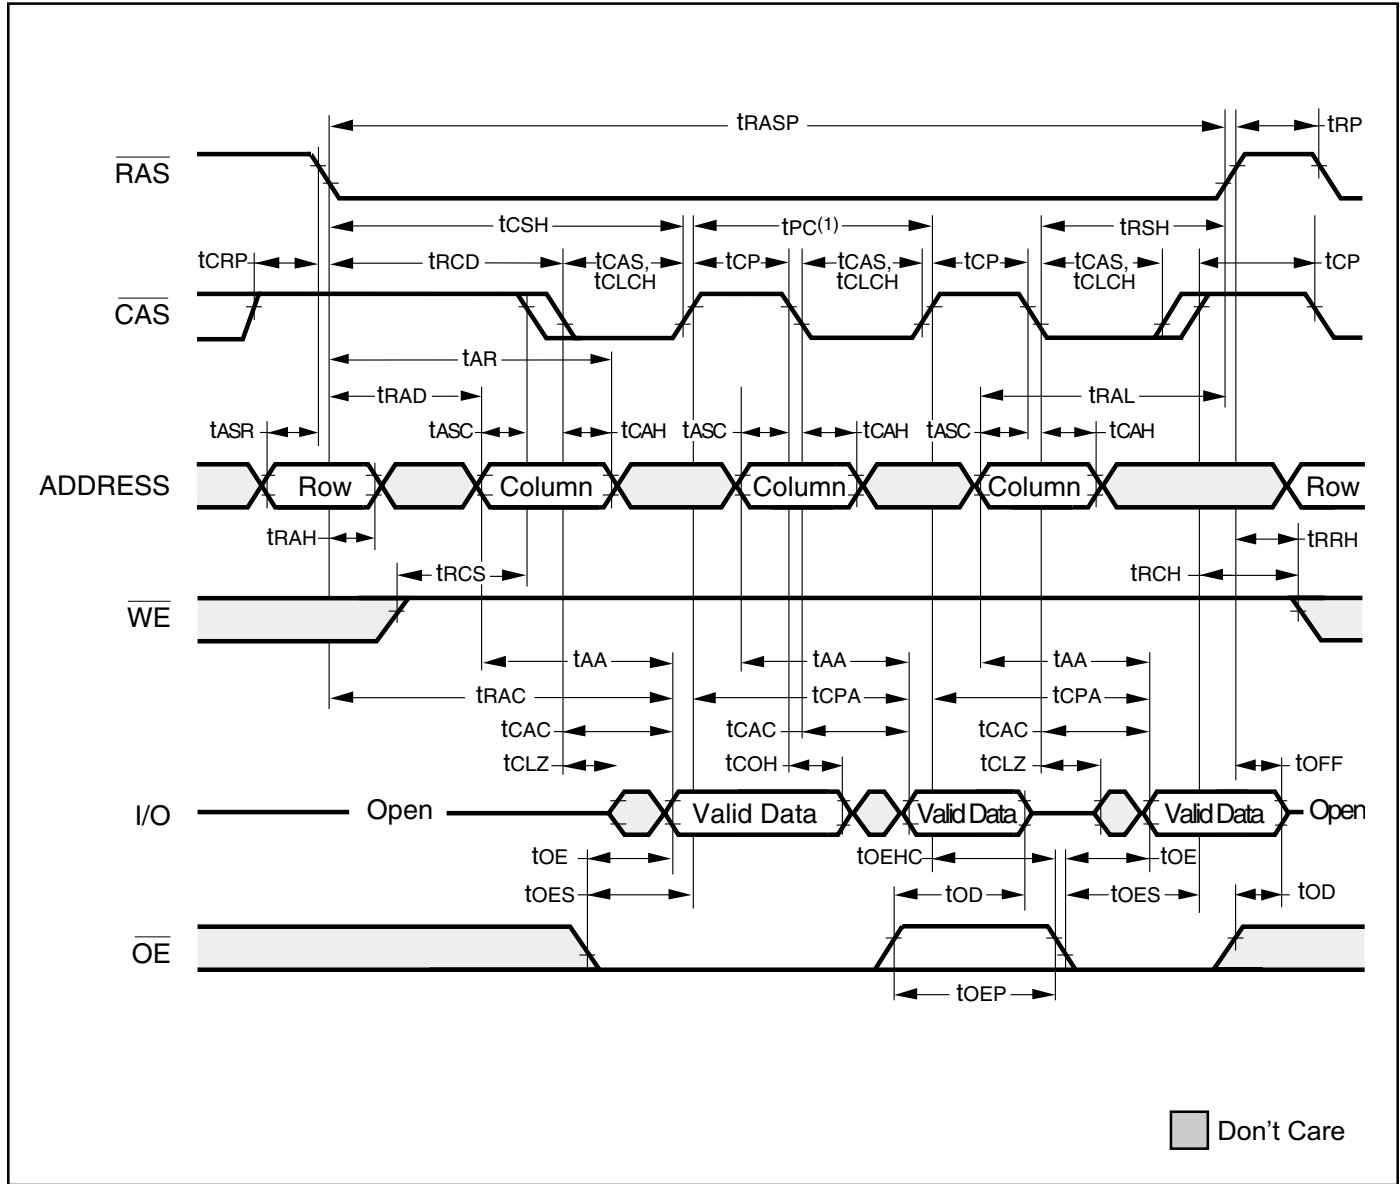 tRASP tRP
RAS
tCSH tPC(1) tRSH
tCRP tRCD tCAS, tCLCH tCP tCAS, tCLCH tCP tCAS, tCLCH tCP
CAS
tAR
tRAD tRAL
tASR tASC tCAH tASC tCAH tASC tCAH
ADDRESS Row Column Column Column Row
tRAH tRRH
tRCS tRCH
WE
tAA tAA tAA
tRAC tCPA tCPA
tCAC tCAC tCAC
tCLZ tCOH tCLZ tOFF
I/O Open Valid Data Valid Data Valid Data Open
tOE tOEHC tOE
tOES tOD tOES tOD
OE
tOEP
Don't Care